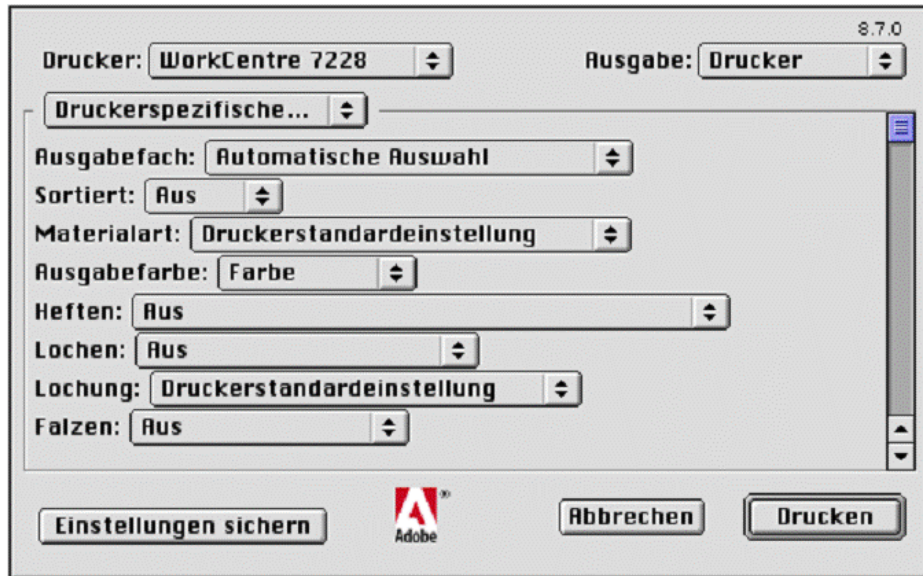 8.7.0
Drucker: WorkCentre 7228 Ausgabe: Drucker
Druckerspezifische...
Ausgabefach: Automatische Auswahl
Sortiert: Aus
Materialart: Druckerstandardeinstellung
Ausgabefarbe: Farbe
Heften: Aus
Lochen: Aus
Lochung: Druckerstandardeinstellung
Falzen: Aus
Einstellungen sichern Adobe® Abbrechen Drucken